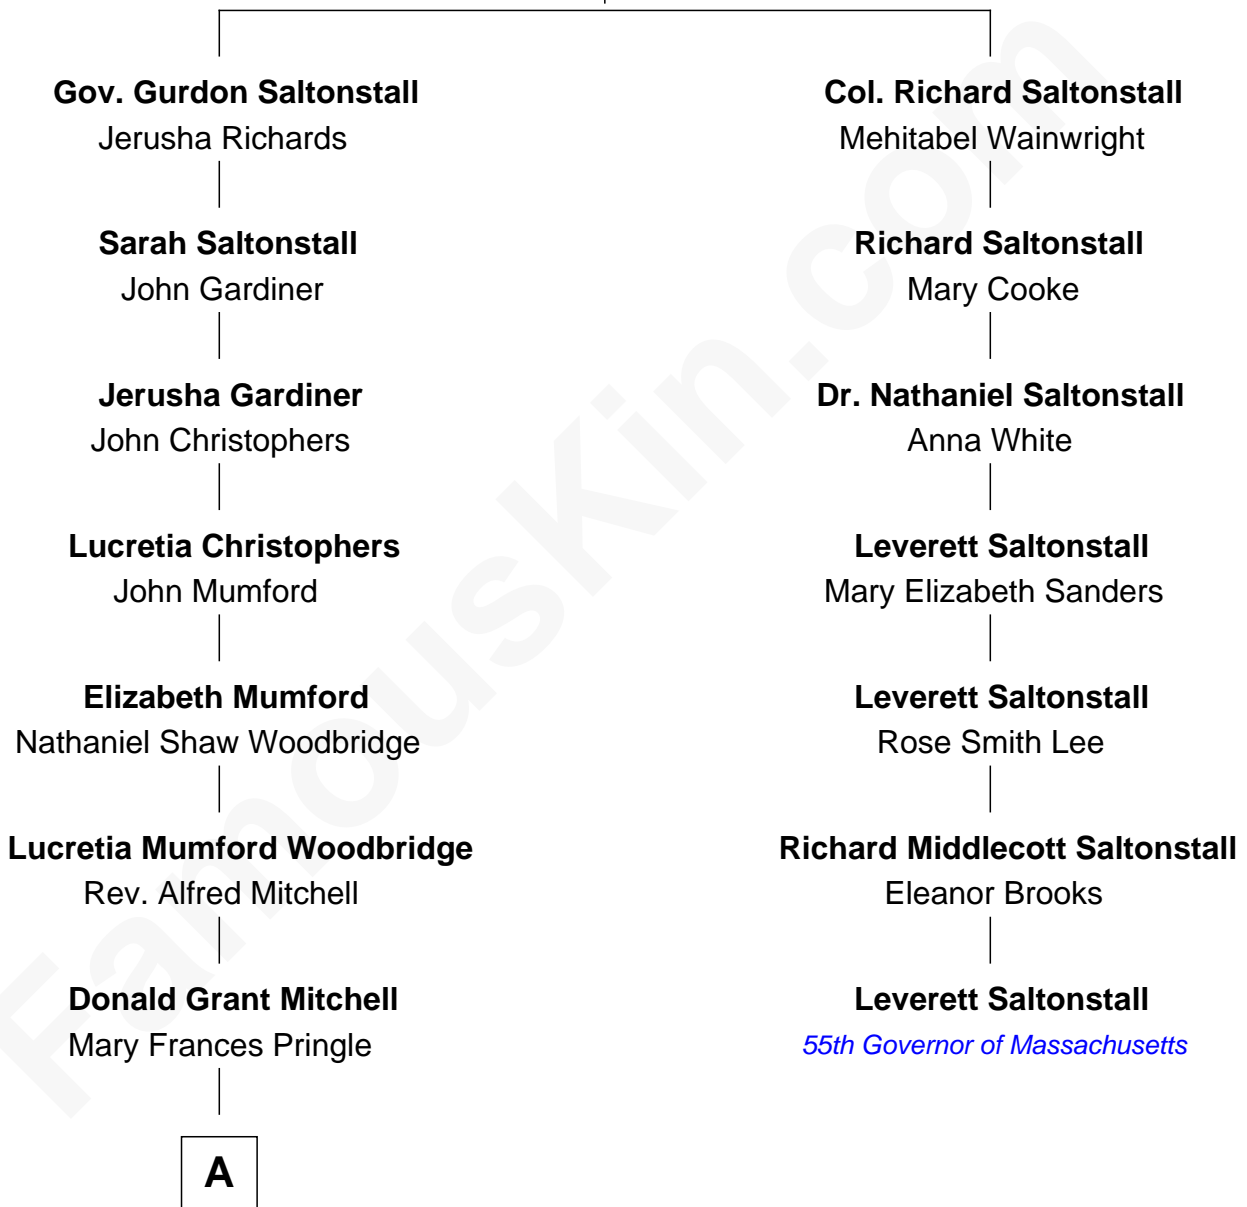 Gov. Gurdon Saltonstall
Jerusha Richards
Sarah Saltonstall
John Gardiner
Jerusha Gardiner
John Christophers
Lucretia Christophers
John Mumford
Elizabeth Mumford
Nathaniel Shaw Woodbridge
Lucretia Mumford Woodbridge
Rev. Alfred Mitchell
Donald Grant Mitchell
Mary Frances Pringle
A
Col. Richard Saltonstall
Mehitabel Wainwright
Richard Saltonstall
Mary Cooke
Dr. Nathaniel Saltonstall
Anna White
Leverett Saltonstall
Mary Elizabeth Sanders
Leverett Saltonstall
Rose Smith Lee
Richard Middlecott Saltonstall
Eleanor Brooks
Leverett Saltonstall
55th Governor of Massachusetts
FamousKin.com